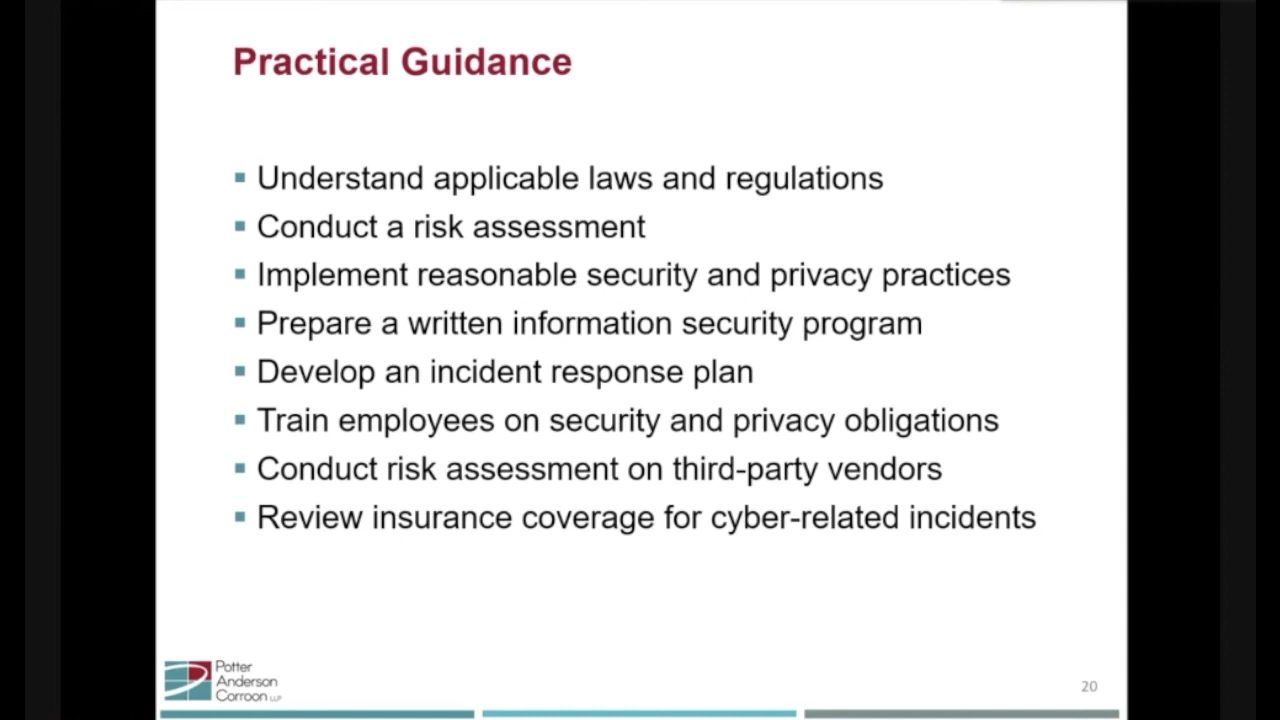 Practical Guidance
▪ Understand applicable laws and regulations
▪ Conduct a risk assessment
▪ Implement reasonable security and privacy practices
▪ Prepare a written information security program
▪ Develop an incident response plan
▪ Train employees on security and privacy obligations
▪ Conduct risk assessment on third-party vendors
▪ Review insurance coverage for cyber-related incidents
Potter
Anderson
Corroon LLP
20